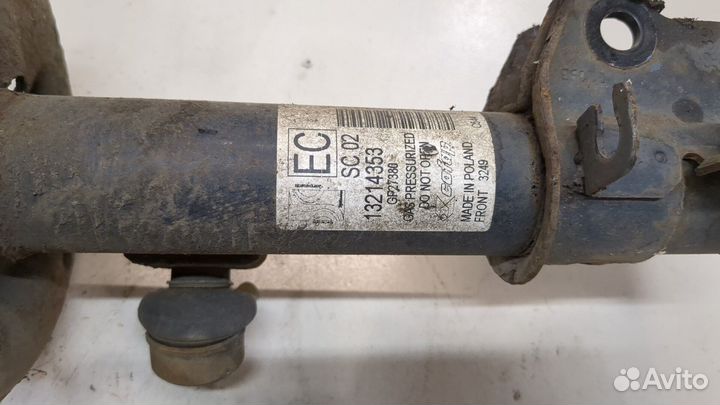 EC
SC 02
13214353
GP27380
GAS PRESSURIZED
DO NOT OPEN
MADE IN POLAND
FRONT 3249
Avito